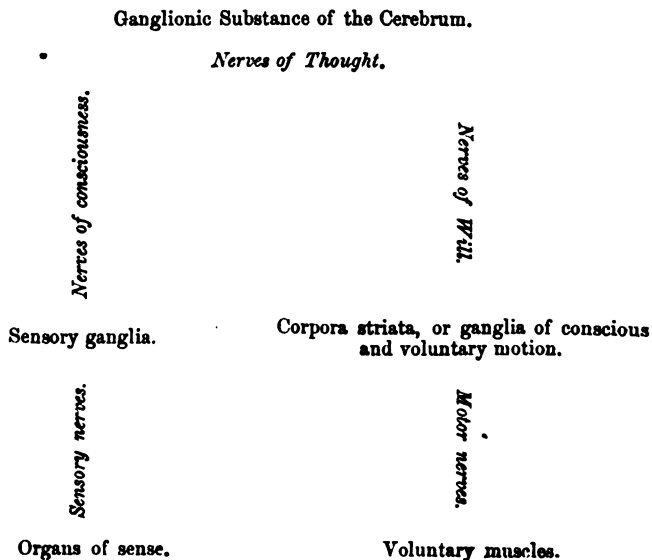 Ganglionic Substance of the Cerebrum.
Nerves of Thought.
Nerves of consciousness.
Nerves of Will.
Sensory ganglia.
Corpora striata, or ganglia of conscious
and voluntary motion.
Sensory nerves.
Motor nerves.
Organs of sense.
Voluntary muscles.